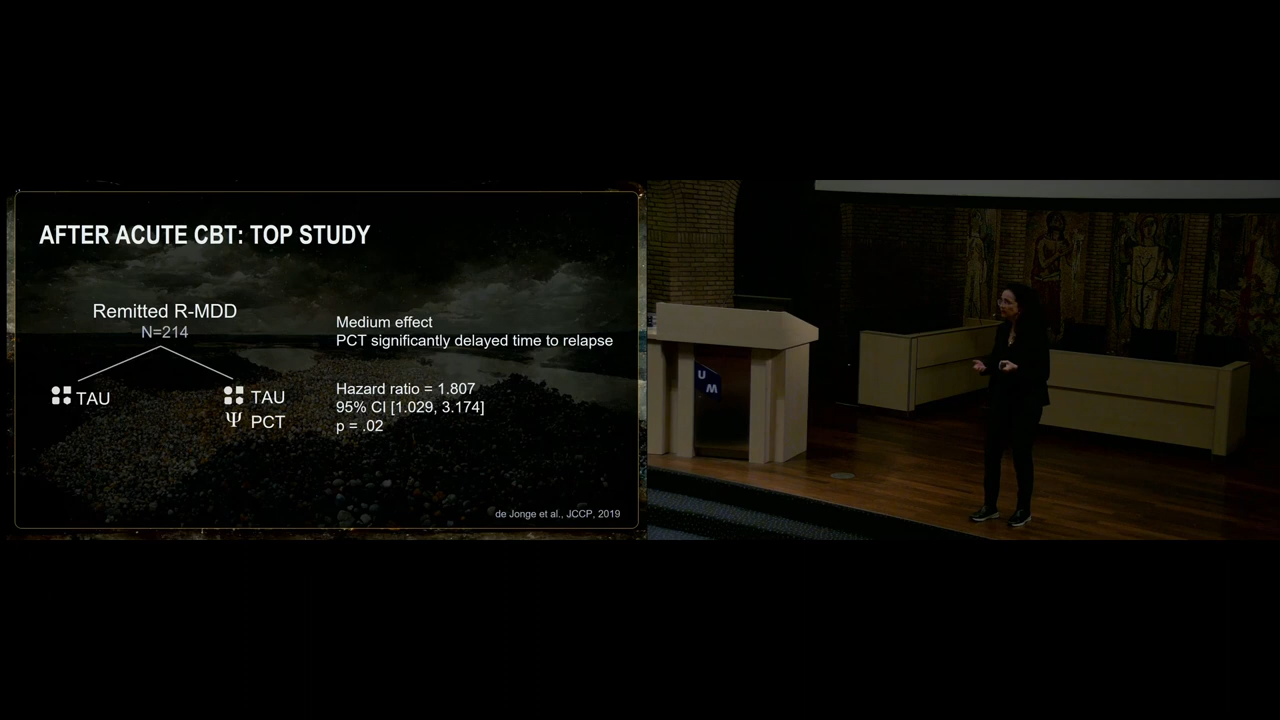 AFTER ACUTE CBT: TOP STUDY
Remitted R-MDD
N=214
TAU
TAU
Ψ PCT
Medium effect
PCT significantly delayed time to relapse
Hazard ratio = 1,807
95% CI [1.029, 3.174]
p = .02
de Jonge et al., JCCP, 2019
U
M